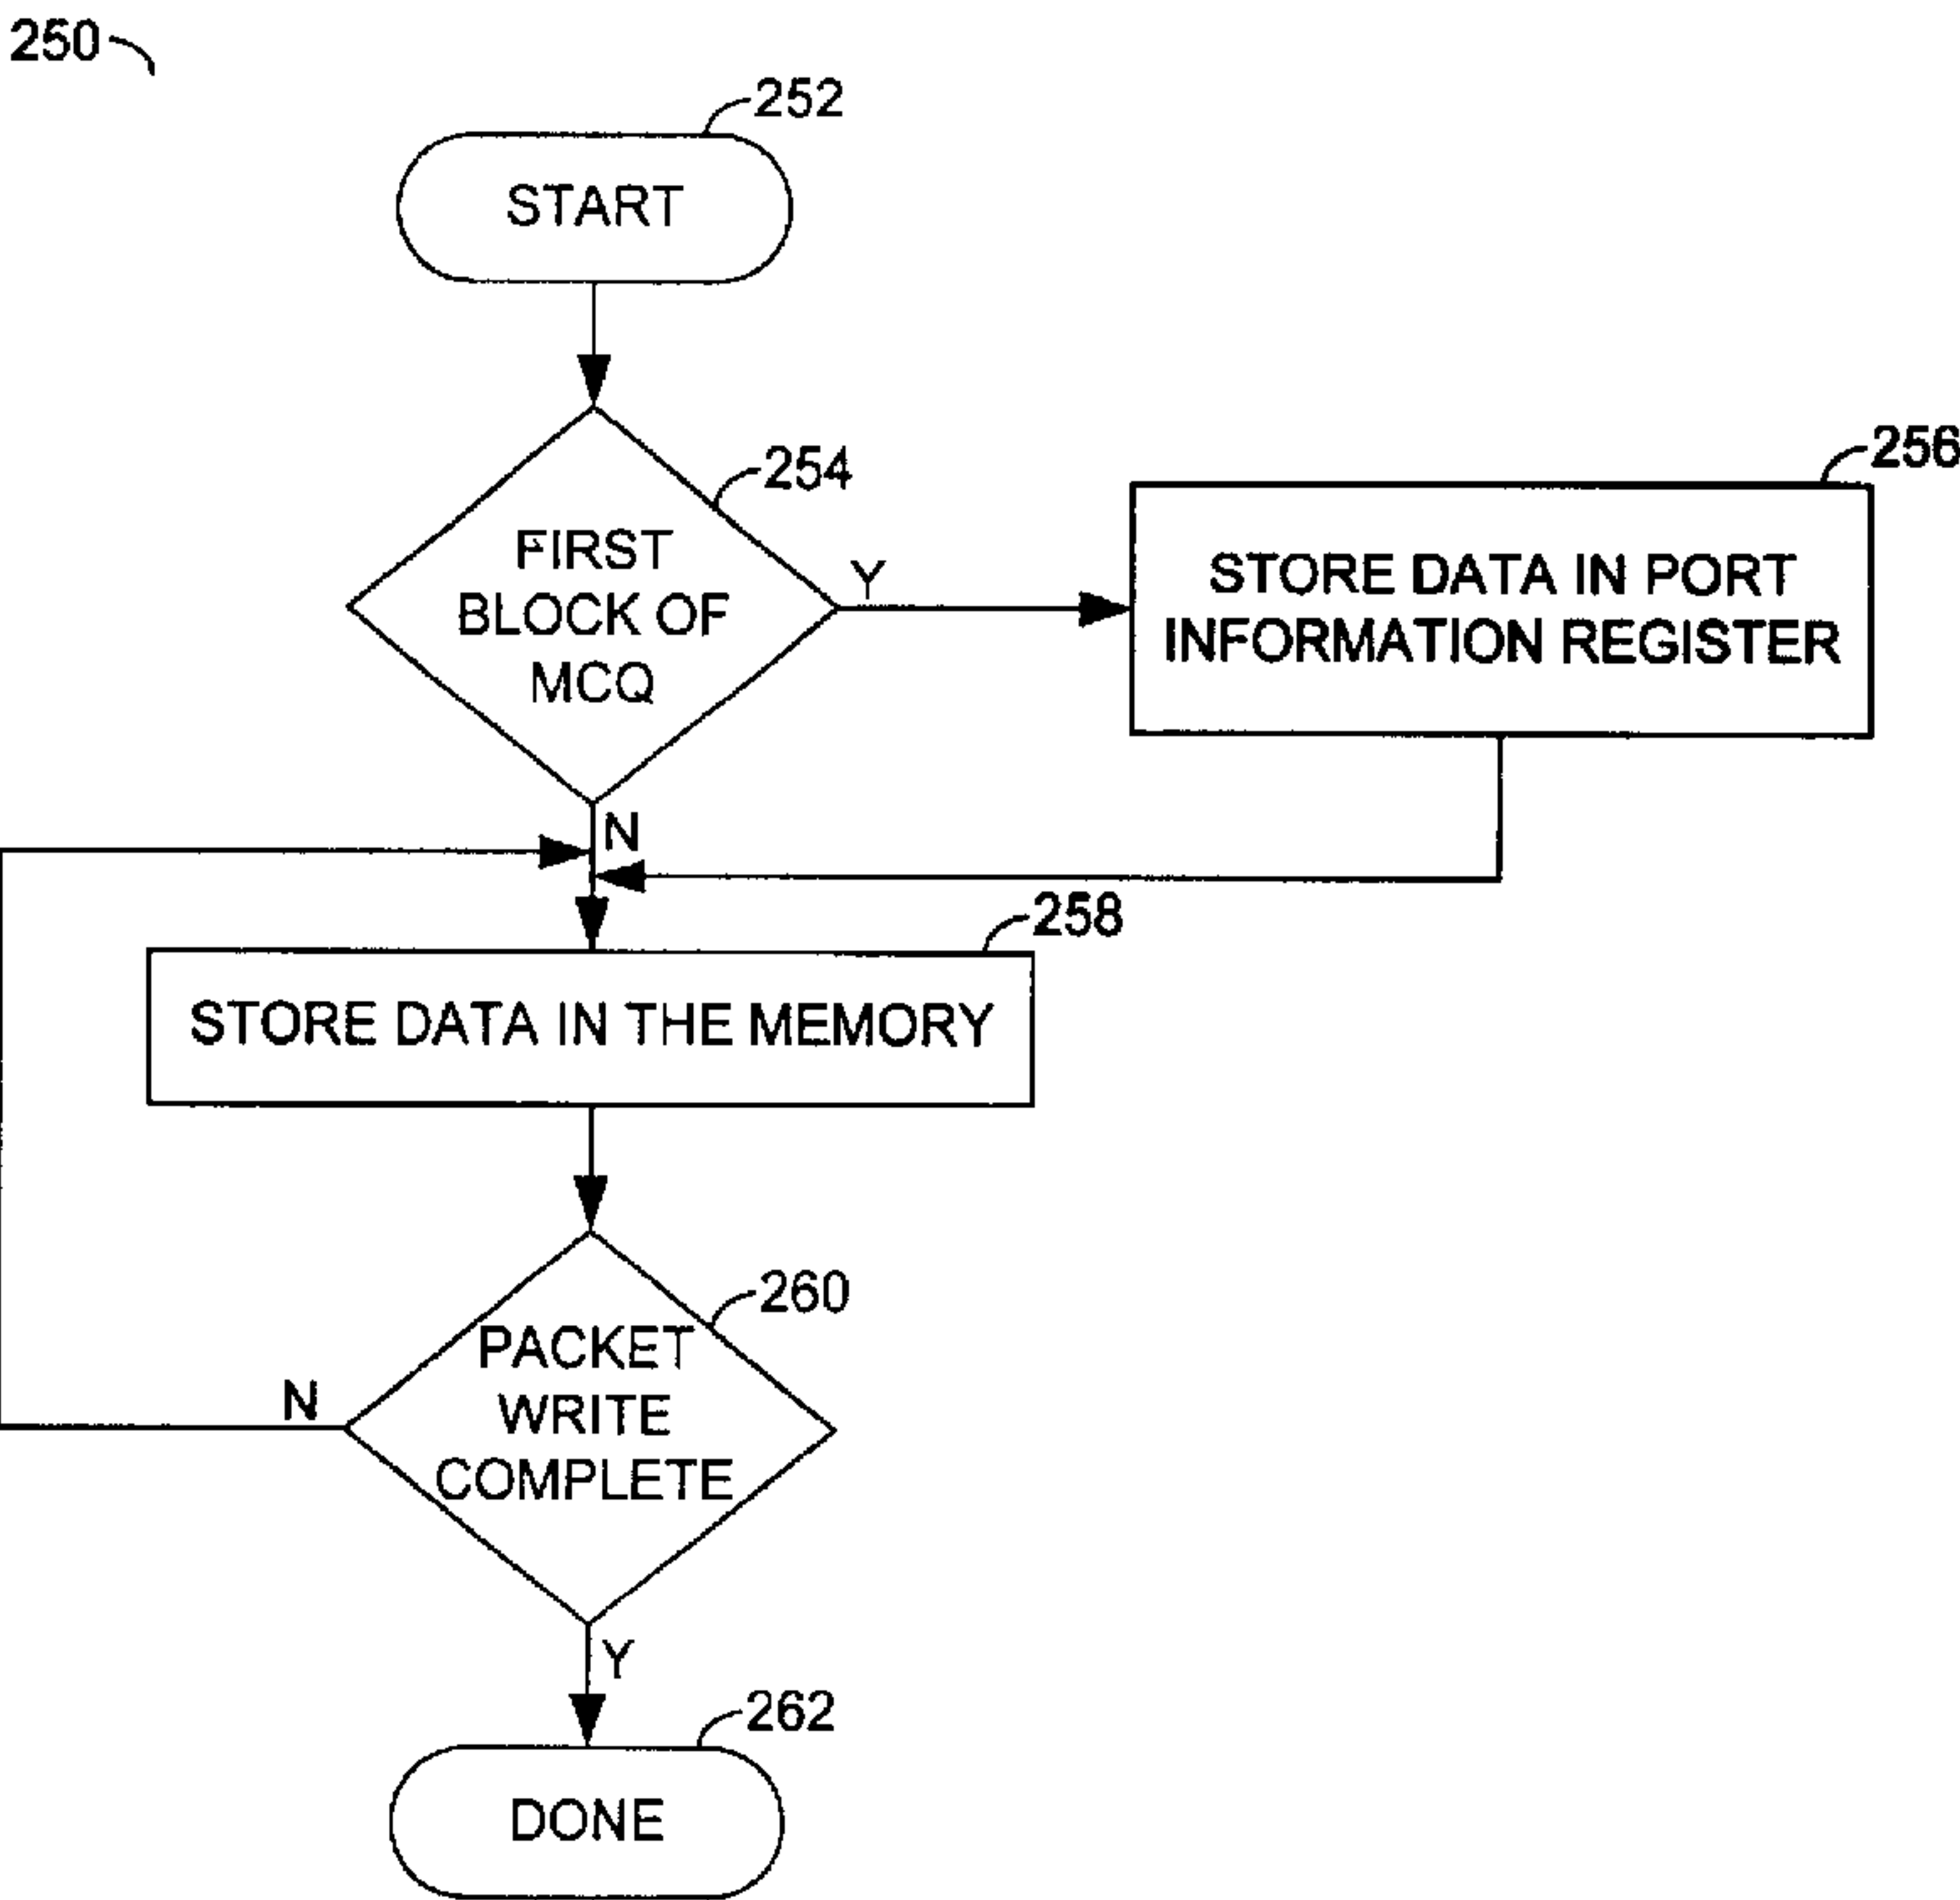 250
252
START
254
FIRST
BLOCK OF
MCQ
Y
256
STORE DATA IN PORT
INFORMATION REGISTER
N
258
STORE DATA IN THE MEMORY
260
PACKET
WRITE
COMPLETE
N
Y
262
DONE